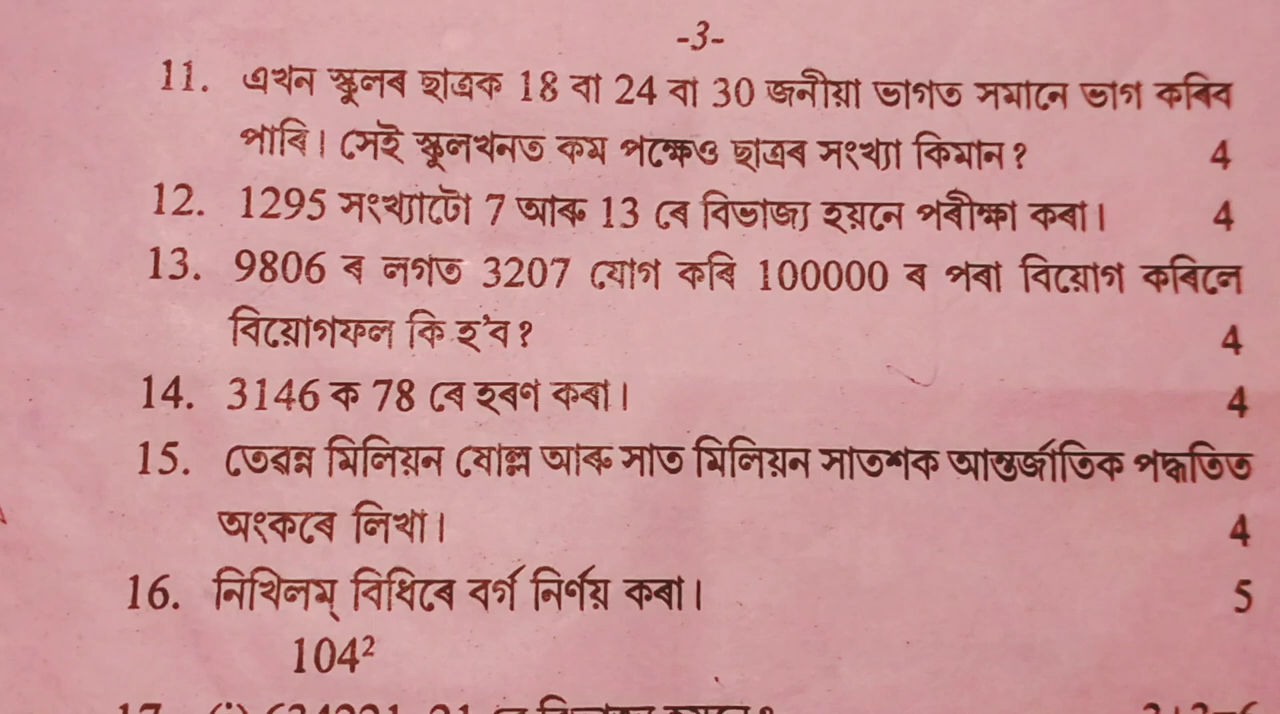 -3-
11. এখন স্কুলৰ ছাত্ৰক 18 বা 24 বা 30 জনীয়া ভাগত সমানে ভাগ কৰিব
পাৰি। সেই স্কুলখনত কম পক্ষেও ছাত্ৰৰ সংখ্যা কিমান? 4
12. 1295 সংখ্যাটো 7 আৰু 13 ৰে বিভাজ্য হয়নে পৰীক্ষা কৰা। 4
13. 9806 ৰ লগত 3207 যোগ কৰি 100000 ৰ পৰা বিয়োগ কৰিলে
বিয়োগফল কি হ'ব? 4
14. 3146 ক 78 ৰে হৰণ কৰা। 4
15. তেৱন্ন মিলিয়ন ষোল্ল আৰু সাত মিলিয়ন সাতশক আন্তৰ্জাতিক পদ্ধতিত
অংকৰে লিখা। 4
16. নিখিলম্ বিধিৰে বৰ্গ নিৰ্ণয় কৰা। 5
104²